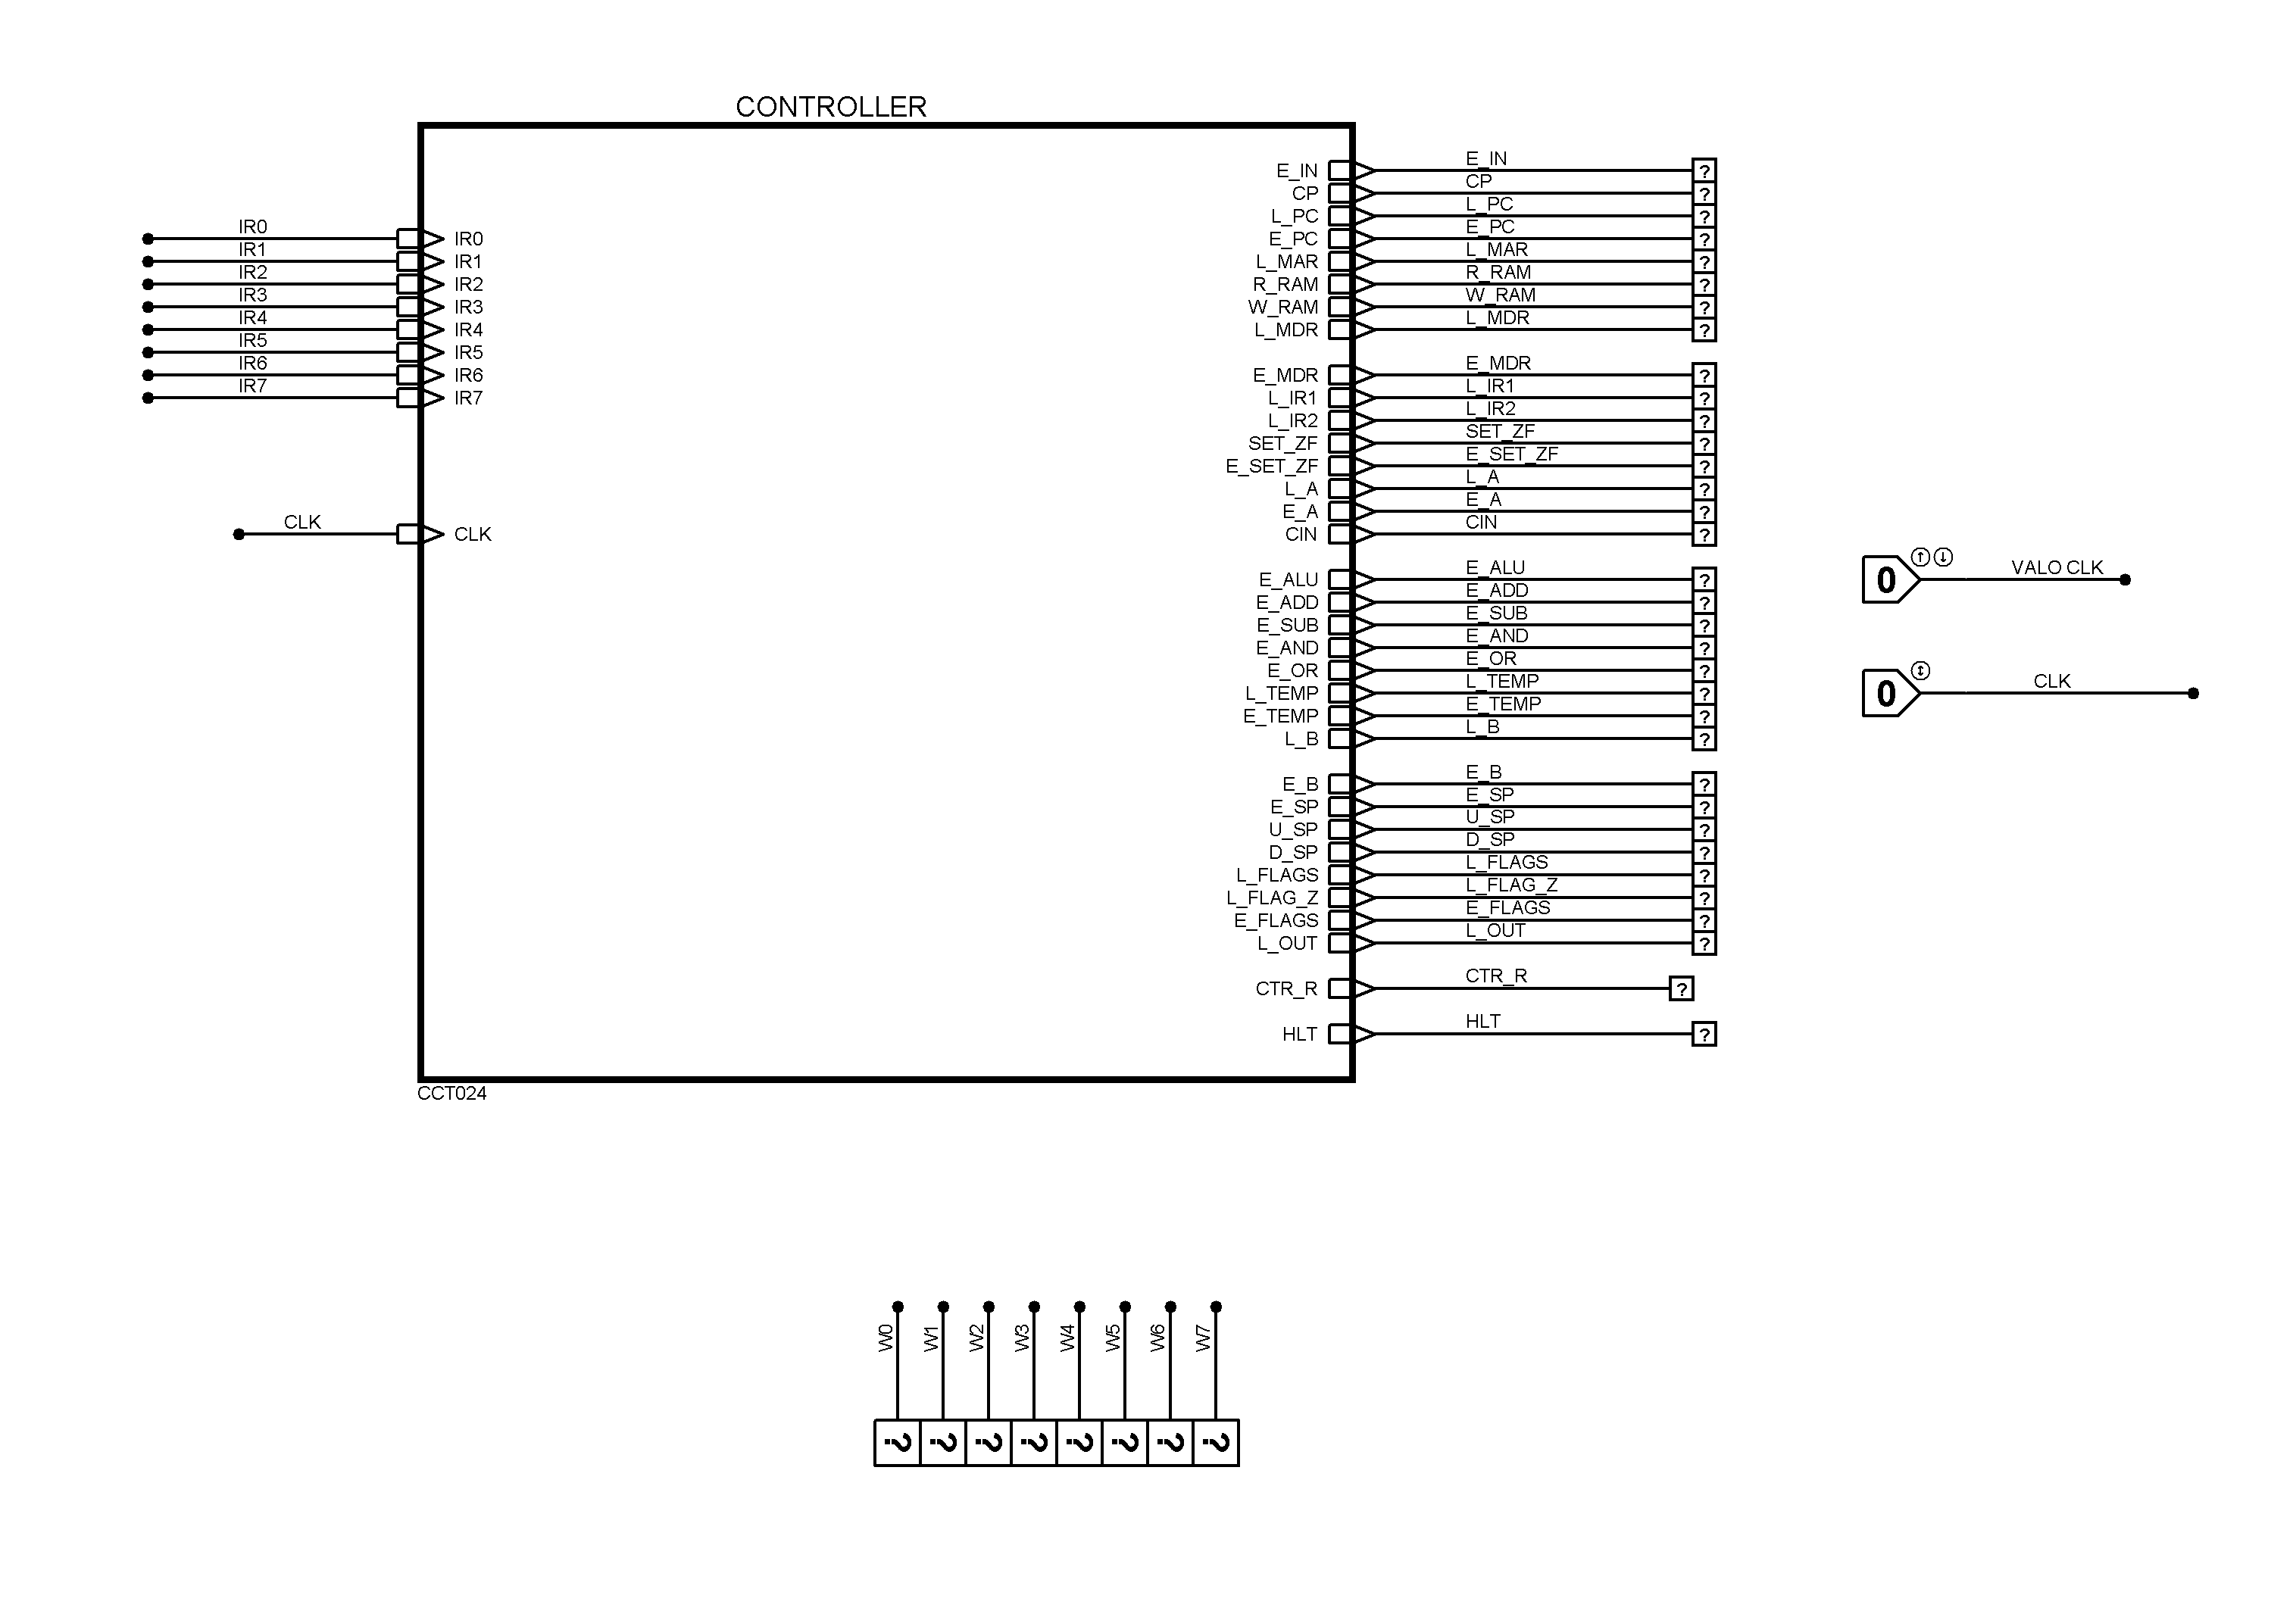 CONTROLLER
IR0
IR0
IR1
IR1
IR2
IR2
IR3
IR3
IR4
IR4
IR5
IR5
IR6
IR6
IR7
IR7
CLK
CLK
E_IN
E_IN
?
CP
CP
?
L_PC
L_PC
?
E_PC
E_PC
?
L_MAR
L_MAR
?
R_RAM
R_RAM
?
W_RAM
W_RAM
?
L_MDR
L_MDR
?
E_MDR
E_MDR
?
L_IR1
L_IR1
?
L_IR2
L_IR2
?
SET_ZF
SET_ZF
?
E_SET_ZF
E_SET_ZF
?
L_A
L_A
?
E_A
E_A
?
CIN
CIN
?
E_ALU
E_ALU
?
E_ADD
E_ADD
?
E_SUB
E_SUB
?
E_AND
E_AND
?
E_OR
E_OR
?
L_TEMP
L_TEMP
?
E_TEMP
E_TEMP
?
L_B
L_B
?
E_B
E_B
?
E_SP
E_SP
?
U_SP
U_SP
?
D_SP
D_SP
?
L_FLAGS
L_FLAGS
?
L_FLAG_Z
L_FLAG_Z
?
E_FLAGS
E_FLAGS
?
L_OUT
L_OUT
?
CTR_R
CTR_R
?
HLT
HLT
?
CCT024
0
VALO CLK
0
CLK
W0
W1
W2
W3
W4
W5
W6
W7
? ? ? ? ? ? ? ?